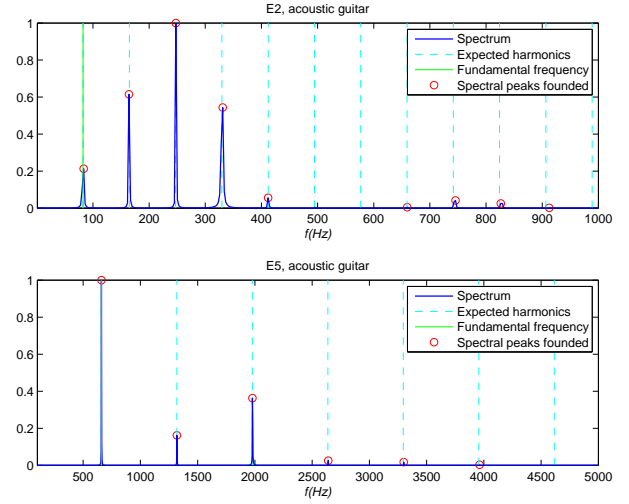 E2, acoustic guitar
1
0.8
0.6
0.4
0.2
0
Spectrum
Expected harmonics
Fundamental frequency
Spectral peaks founded
100 200 300 400 500 600 700 800 900 1000
f(Hz)
E5, acoustic guitar
1
0.8
0.6
0.4
0.2
0
Spectrum
Expected harmonics
Fundamental frequency
Spectral peaks founded
500 1000 1500 2000 2500 3000 3500 4000 4500 5000
f(Hz)